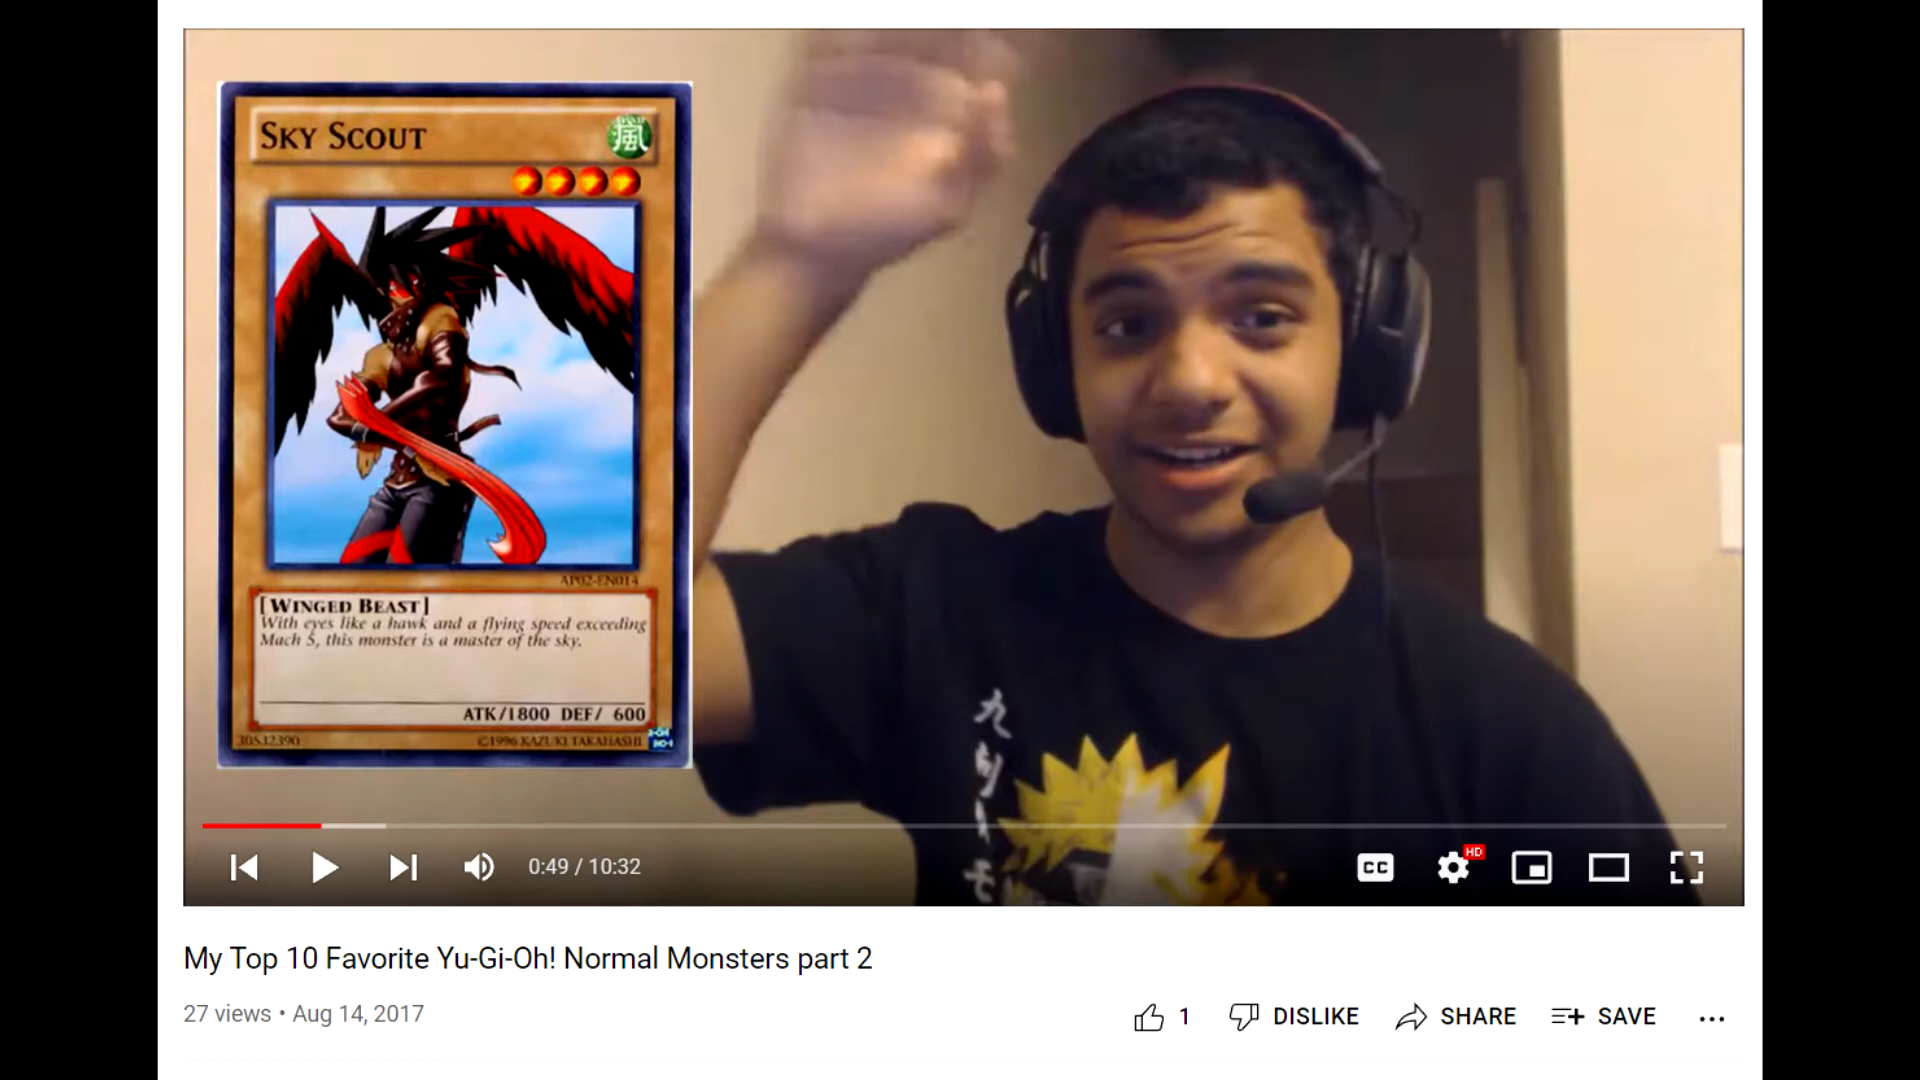 SKY SCOUT
AP02-EN014
[WINGED BEAST]
With eyes like a hawk and a flying speed exceeding
Mach 5, this monster is a master of the sky.
ATK/1800 DEF/ 600
30532390
©1996 KAZUKI TAKAHASHI
0:49 / 10:32
CC
HD
My Top 10 Favorite Yu-Gi-Oh! Normal Monsters part 2
27 views • Aug 14, 2017
1 DISLIKE SHARE SAVE